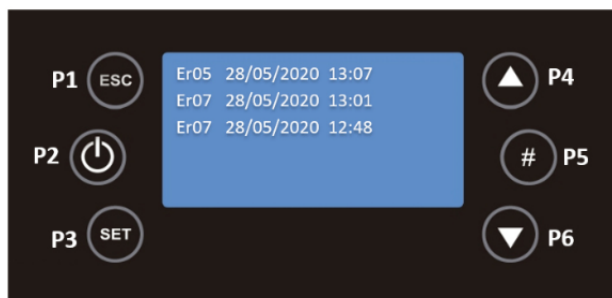 P1 ESC
Er05 28/05/2020 13:07
Er07 28/05/2020 13:01
Er07 28/05/2020 12:48
P4
P2
# P5
P3 SET
P6